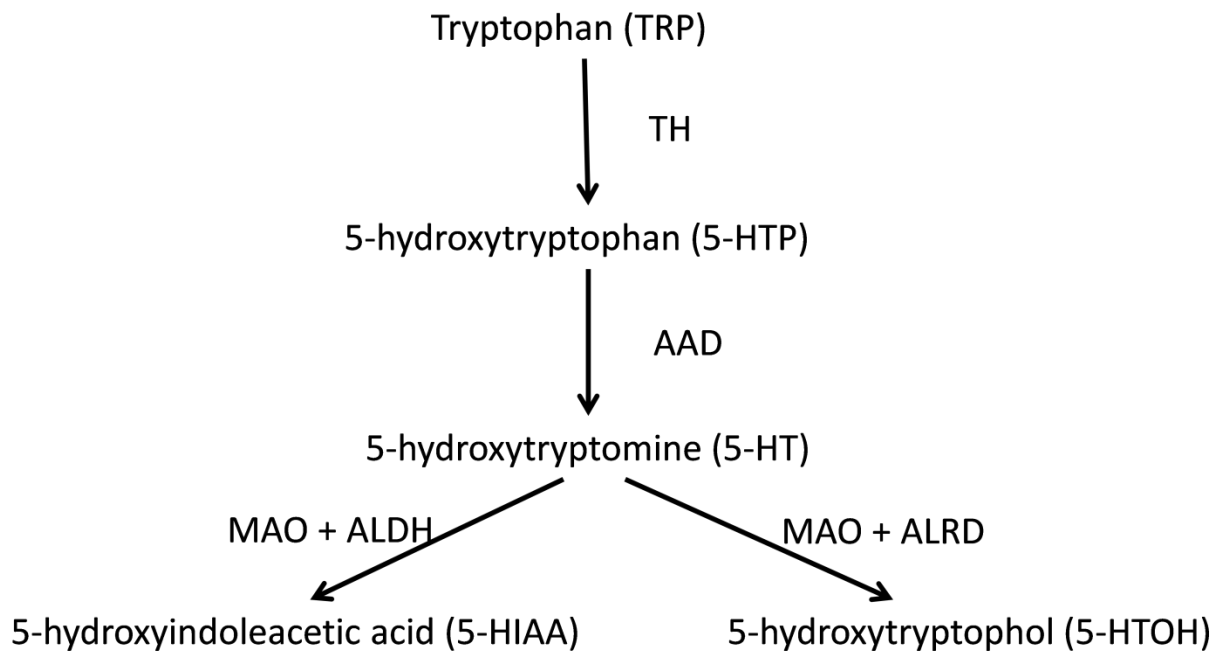 Tryptophan (TRP)
TH
5-hydroxytryptophan (5-HTP)
AAD
5-hydroxytryptomine (5-HT)
MAO + ALDH
MAO + ALRD
5-hydroxyindoleacetic acid (5-HIAA)
5-hydroxytryptophol (5-HTOH)